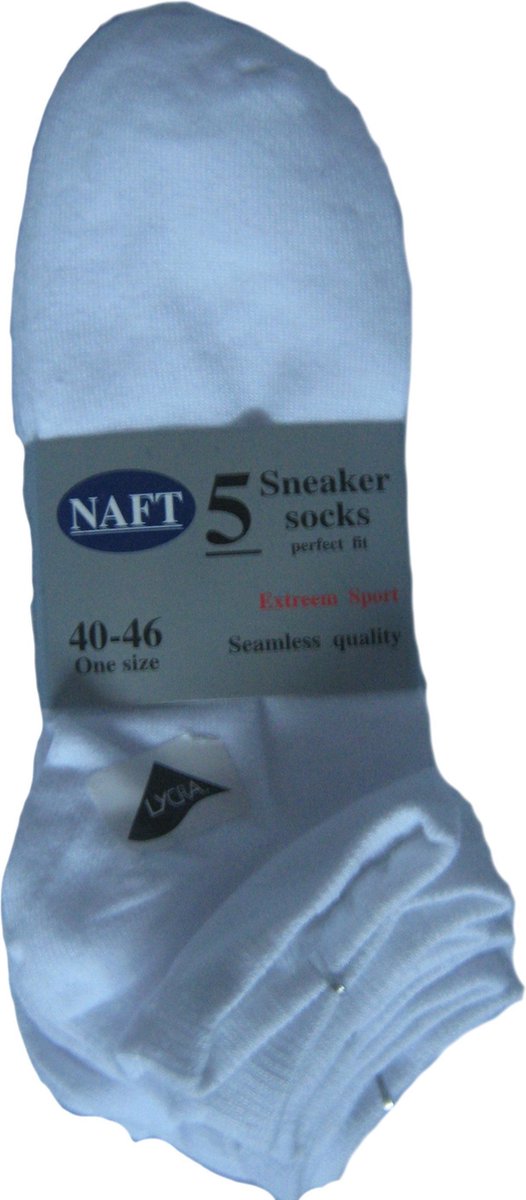 NAFT
5
Sneaker
socks
perfect fit
Extreem Sport
40-46
One size
Seamless quality
LYCRA